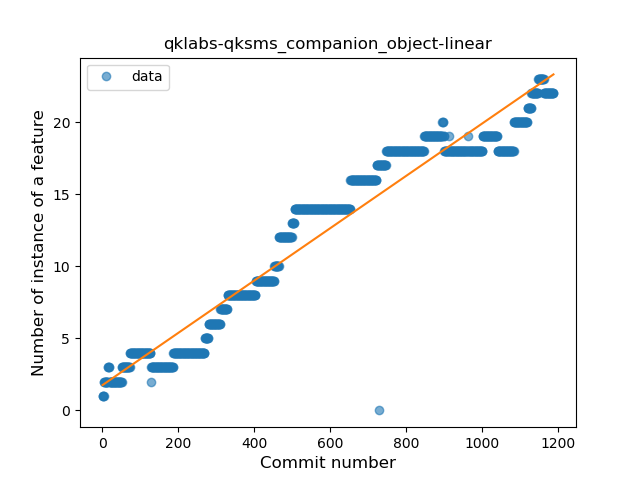 qklabs-qksms_companion_object-linear
data
Number of instance of a feature
20
15
10
5
0
0 200 400 600 800 1000 1200
Commit number